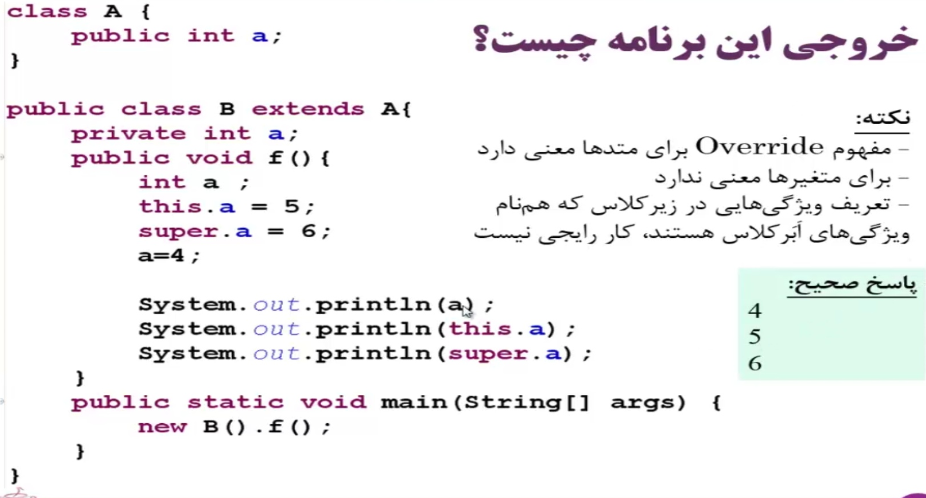 خروجی این برنامه چیست؟
class A {
public int a;
}
public class B extends A{
private int a;
public void f(){
int a ;
this.a = 5;
super.a = 6;
a=4;
System.out.println(a);
System.out.println(this.a);
System.out.println(super.a);
}
public static void main(String[] args) {
new B().f();
}
}
نکته:
- مفهوم Override برای متدها معنی دارد
- برای متغیرها معنی ندارد
- تعریف ویژگی‌هایی در زیرکلاس که هم‌نام
ویژگی‌های اَبَرکلاس هستند، کار رایجی نیست
پاسخ صحیح:
4
5
6